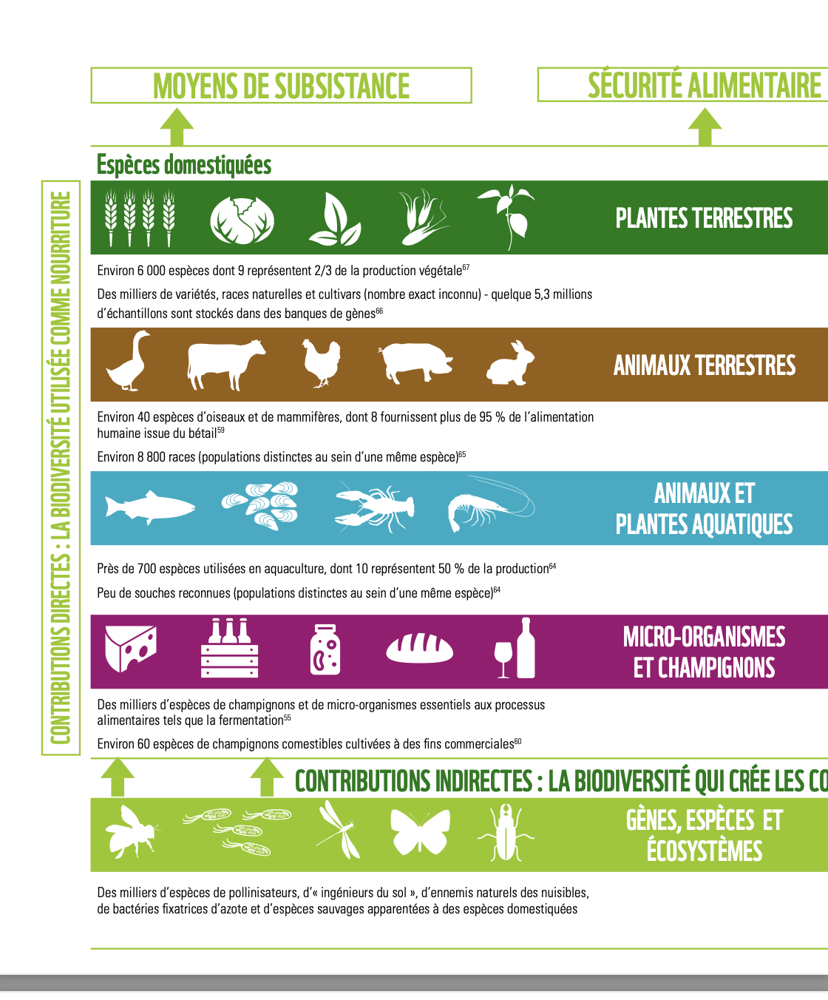 MOYENS DE SUBSISTANCE
SÉCURITÉ ALIMENTAIRE
Espèces domestiquées
CONTRIBUTIONS DIRECTES : LA BIODIVERSITÉ UTILISÉE COMME NOURRITURE
PLANTES TERRESTRES
Environ 6 000 espèces dont 9 représentent 2/3 de la production végétale67
Des milliers de variétés, races naturelles et cultivars (nombre exact inconnu) - quelque 5,3 millions
d’échantillons sont stockés dans des banques de gènes66
ANIMAUX TERRESTRES
Environ 40 espèces d’oiseaux et de mammifères, dont 8 fournissent plus de 95 % de l’alimentation
humaine issue du bétail59
Environ 8 800 races (populations distinctes au sein d’une même espèce)65
ANIMAUX ET
PLANTES AQUATIQUES
Près de 700 espèces utilisées en aquaculture, dont 10 représentent 50 % de la production64
Peu de souches reconnues (populations distinctes au sein d’une même espèce)64
MICRO-ORGANISMES
ET CHAMPIGNONS
Des milliers d’espèces de champignons et de micro-organismes essentiels aux processus
alimentaires tels que la fermentation55
Environ 60 espèces de champignons comestibles cultivées à des fins commerciales60
CONTRIBUTIONS INDIRECTES : LA BIODIVERSITÉ QUI CRÉE LES CO
GÈNES, ESPÈCES ET
ÉCOSYSTÈMES
Des milliers d’espèces de pollinisateurs, d’« ingénieurs du sol », d’ennemis naturels des nuisibles,
de bactéries fixatrices d’azote et d’espèces sauvages apparentées à des espèces domestiquées